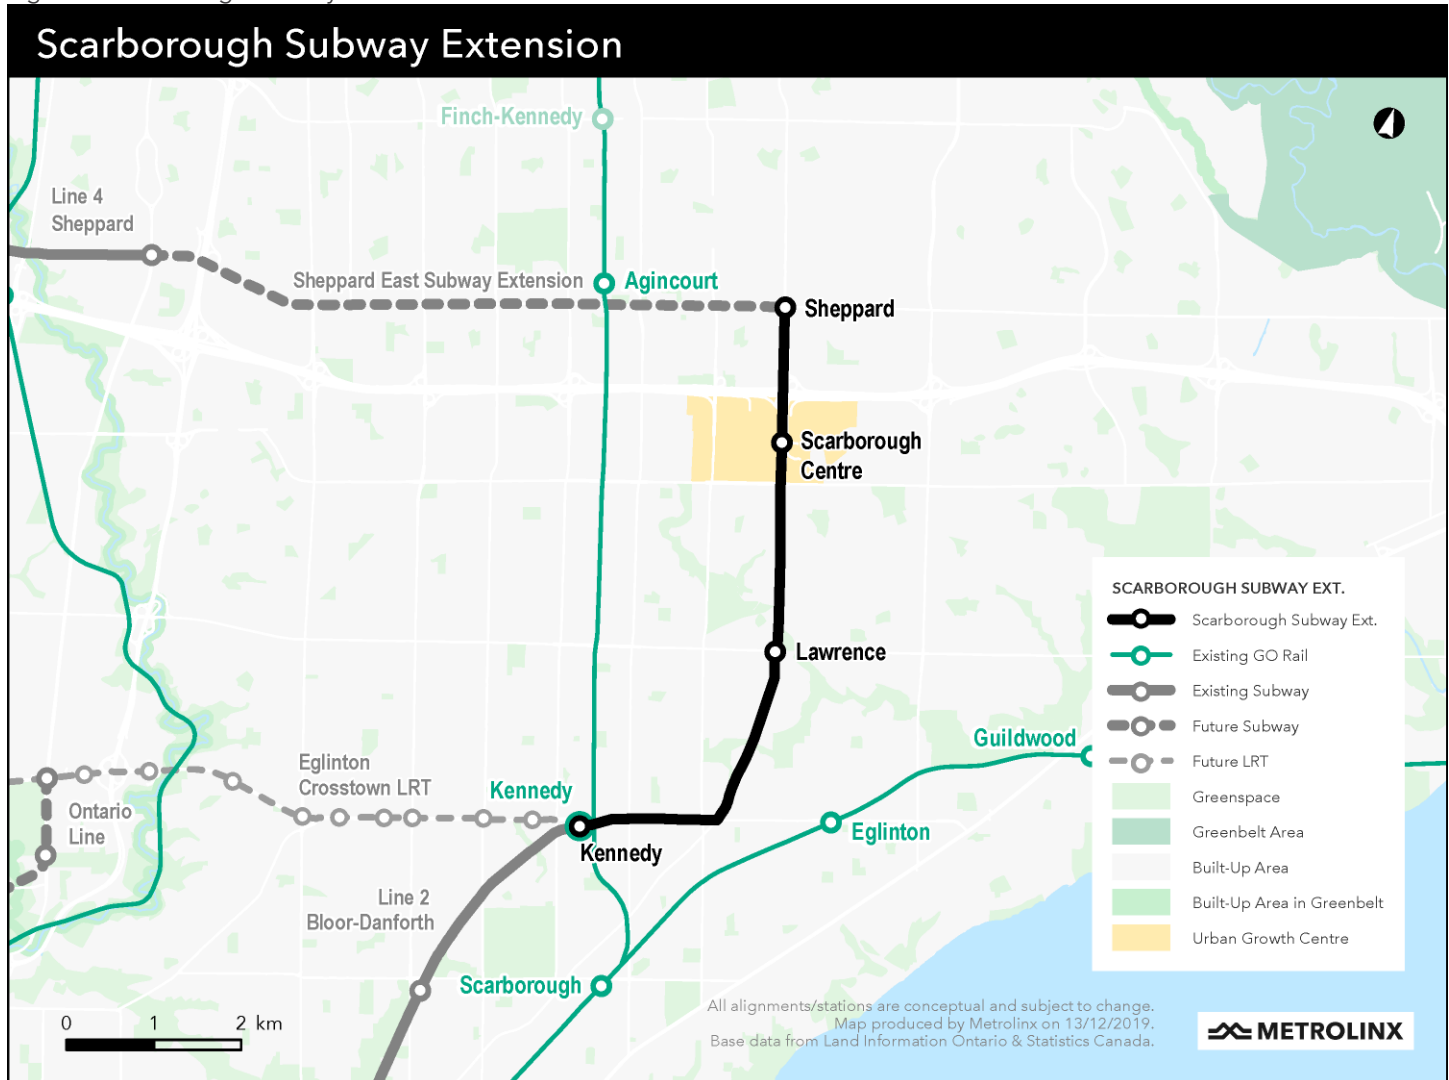 Scarborough Subway Extension
Finch-Kennedy
Line 4
Sheppard
Sheppard East Subway Extension
Agincourt
Sheppard
Scarborough
Centre
Lawrence
Guildwood
Eglinton
Crosstown LRT
Kennedy
Ontario
Line
Eglinton
Kennedy
Line 2
Bloor-Danforth
Scarborough
SCARBOROUGH SUBWAY EXT.
Scarborough Subway Ext.
Existing GO Rail
Existing Subway
Future Subway
Future LRT
Greenspace
Greenbelt Area
Built-Up Area
Built-Up Area in Greenbelt
Urban Growth Centre
0 1 2 km
All alignments/stations are conceptual and subject to change.
Map produced by Metrolinx on 13/12/2019.
Base data from Land Information Ontario & Statistics Canada.
METROLINX